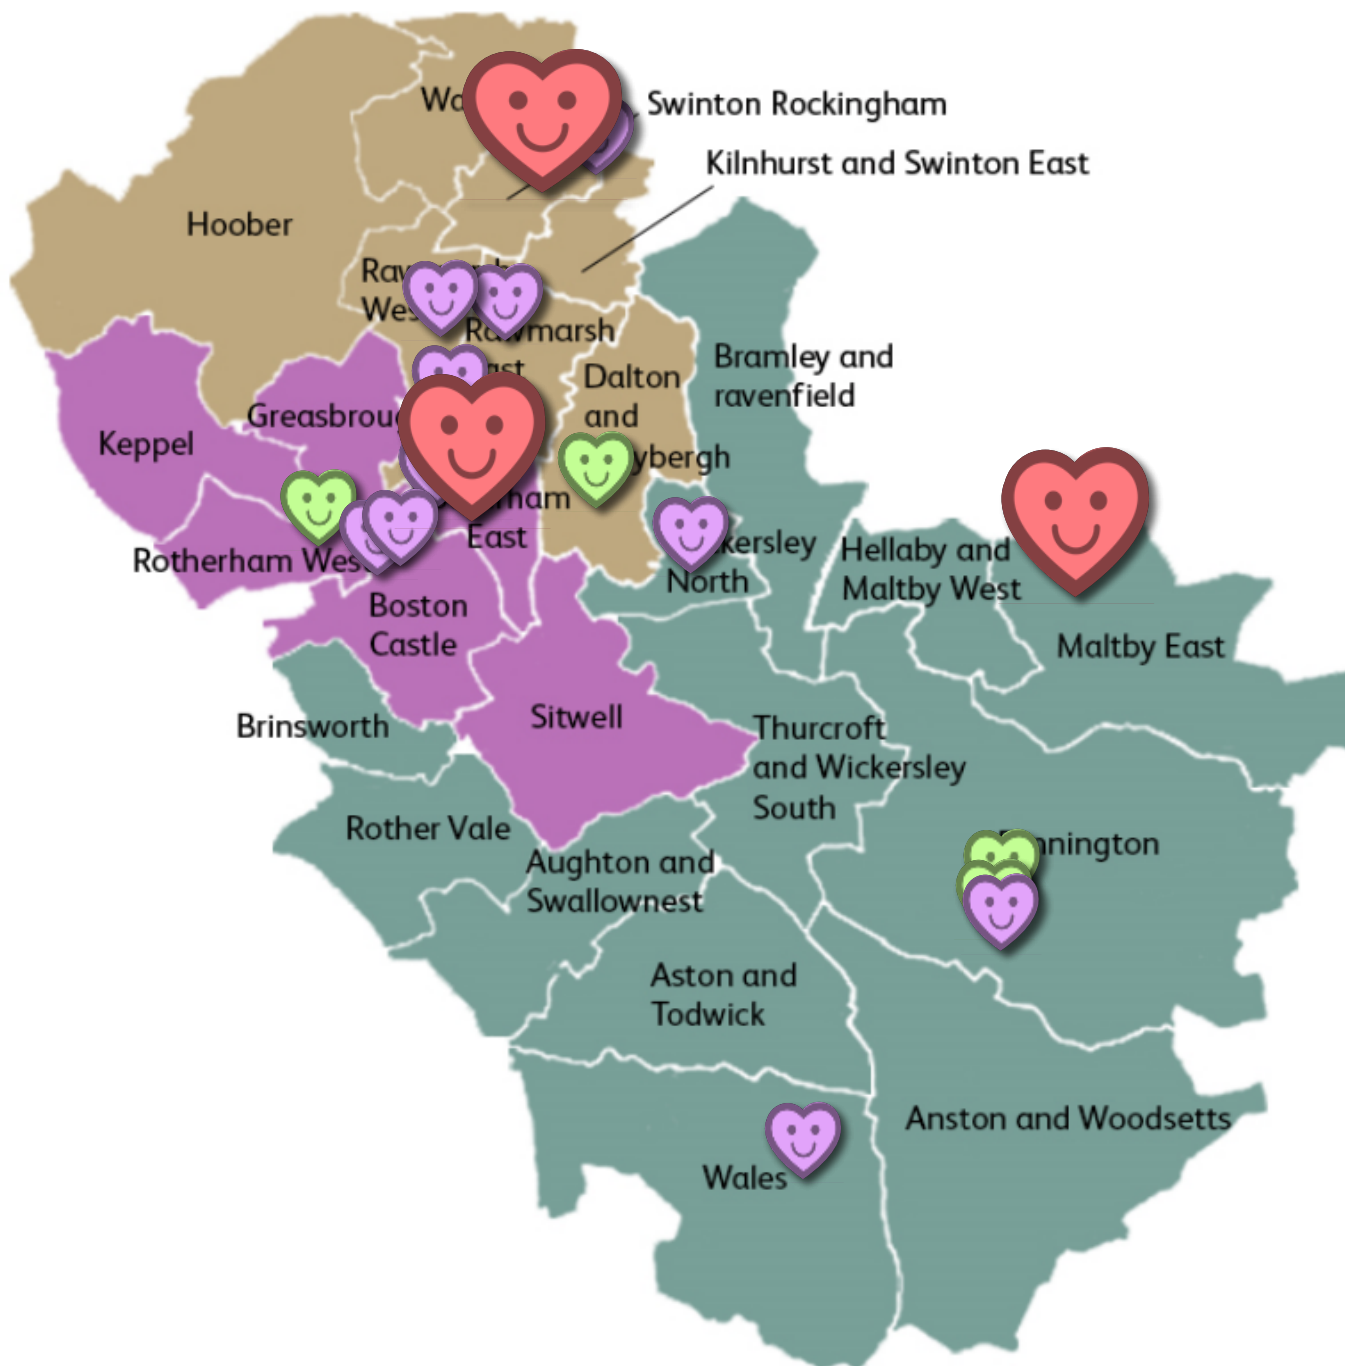 Swinton Rockingham
Kilnhurst and Swinton East
Hoober
Rawmarsh
East
Dalton
and
Bramley and
ravenfield
Keppel
East
Rotherham West
North
Hellaby and
Maltby West
Boston
Castle
Maltby East
Sitwell
Brinsworth
Thurcroft
and Wickersley
South
Rother Vale
Aughton and
Swallownest
Aston and
Todwick
Anston and Woodsetts
Wales